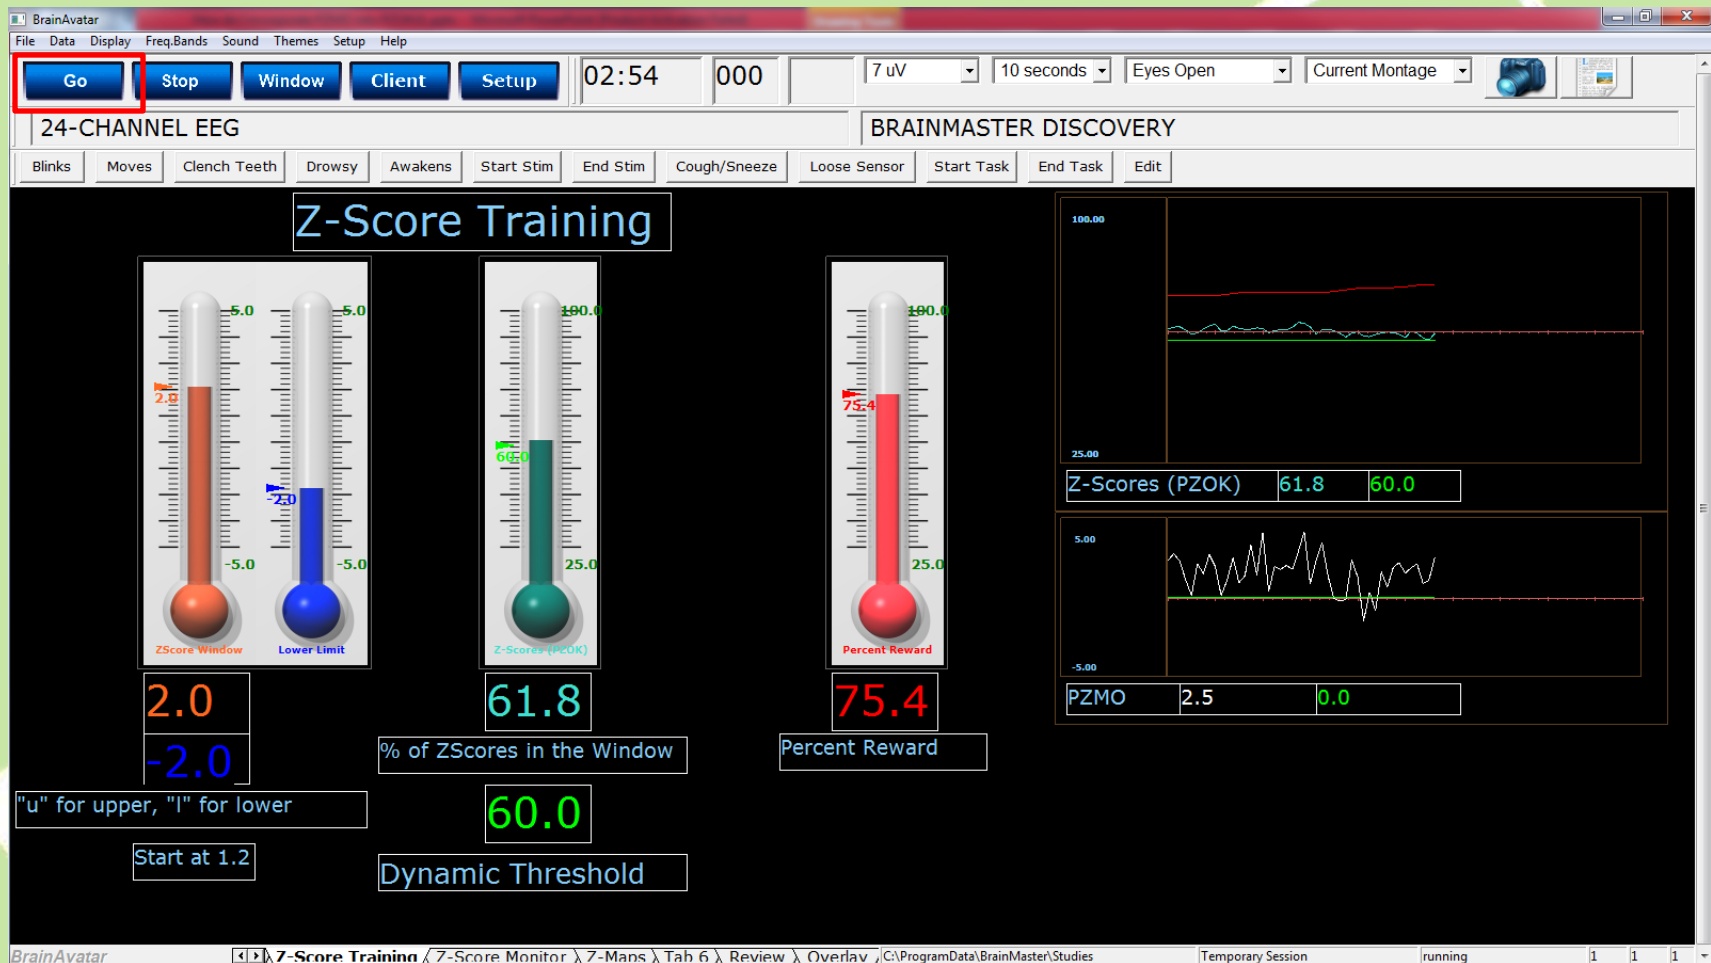 BrainAvatar
File Data Display Freq.Bands Sound Themes Setup Help
Go Stop Window Client Setup 02:54 000 7 uV 10 seconds Eyes Open Current Montage
24-CHANNEL EEG BRAINMASTER DISCOVERY
Blinks Moves Clench Teeth Drowsy Awakens Start Stim End Stim Cough/Sneeze Loose Sensor Start Task End Task Edit
Z-Score Training
5.0 5.0 100.0 100.0
2.0 -2.0 60.0 75.4
-5.0 -5.0 25.0 25.0
ZScore Window Lower Limit Z-Scores (PZOK) Percent Reward
2.0 61.8 75.4
-2.0 % of ZScores in the Window Percent Reward
"u" for upper, "l" for lower 60.0
Start at 1.2 Dynamic Threshold
100.00
25.00
Z-Scores (PZOK) 61.8 60.0
5.00
-5.00
PZMO 2.5 0.0
BrainAvatar Z-Score Training Z-Score Monitor Z-Maps Tab 6 Review Overlay C:\ProgramData\BrainMaster\Studies Temporary Session running 1 1 1